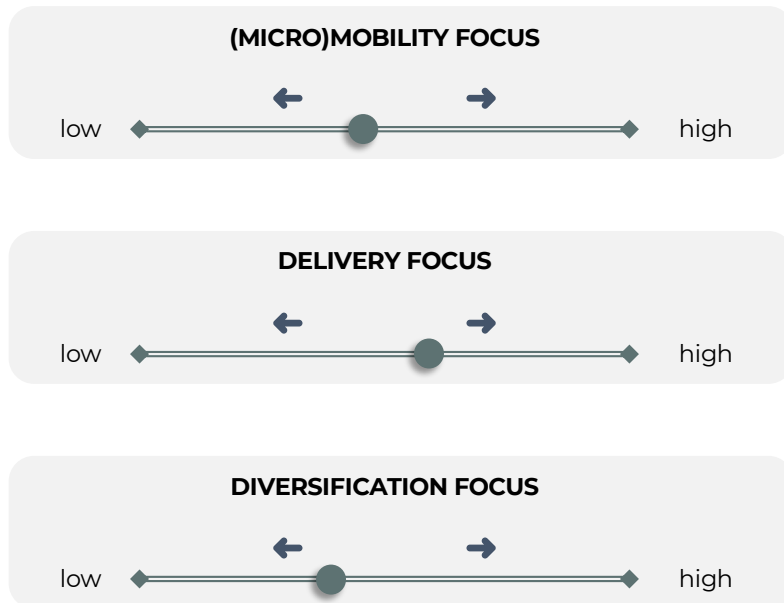 (MICRO)MOBILITY FOCUS
low high
DELIVERY FOCUS
low high
DIVERSIFICATION FOCUS
low high